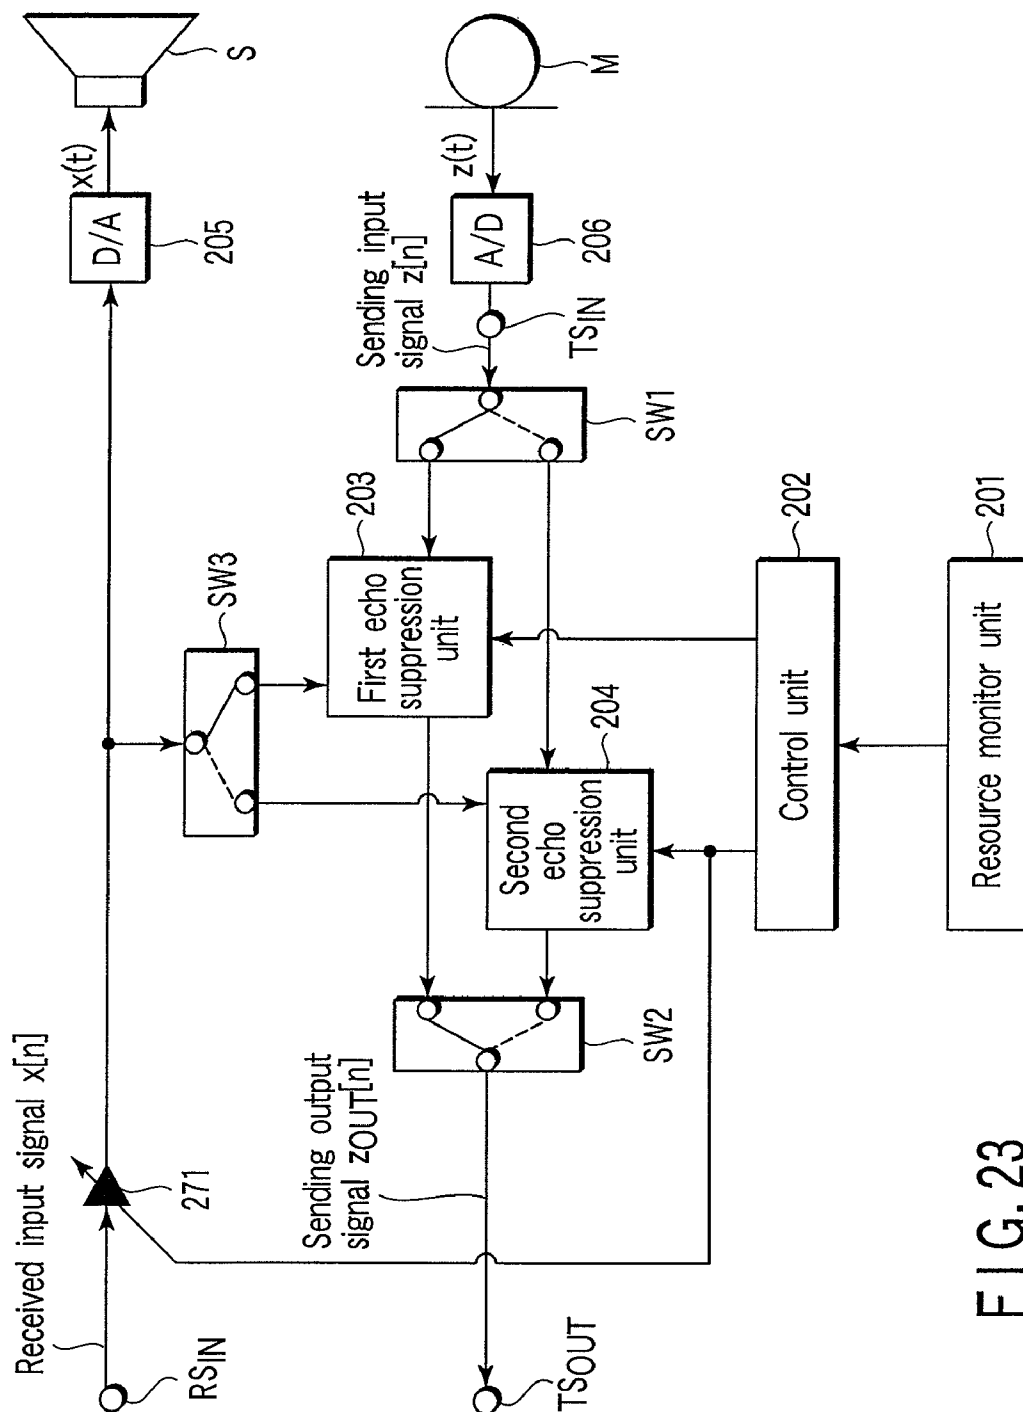 Received input signal x[n]
RSIN
271
D/A
205
x(t)
S
SW3
Sending output
signal zOUT[n]
TSOUT
SW2
First echo
suppression
unit
203
Second
echo
suppression
unit
204
SW1
Sending input
signal z[n]
TSIN
A/D
206
z(t)
M
Control unit
202
Resource monitor unit
201
FIG. 23